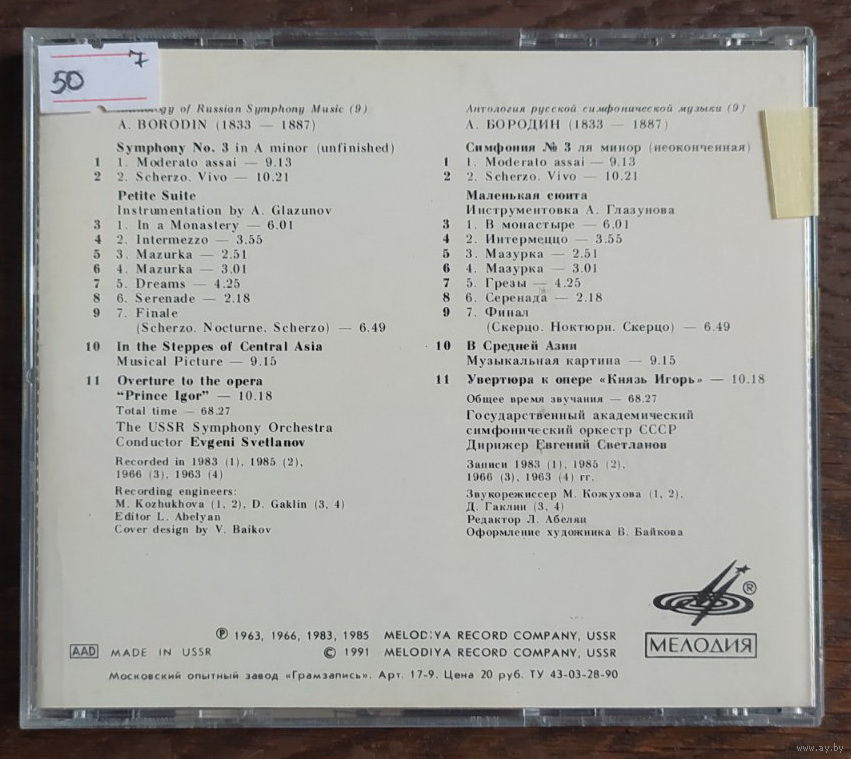 7
50
of Russian Symphony Music (9)
A. BORODIN (1833 — 1887)
Symphony No. 3 in A minor (unfinished)
1 1. Moderato assai — 9.13
2 2. Scherzo. Vivo — 10.21
Petite Suite
Instrumentation by A. Glazunov
3 1. In a Monastery — 6.01
4 2. Intermezzo — 3.55
5 3. Mazurka — 2.51
6 4. Mazurka — 3.01
7 5. Dreams — 4.25
8 6. Serenade — 2.18
9 7. Finale
(Scherzo. Nocturne. Scherzo) — 6.49
10 In the Steppes of Central Asia
Musical Picture — 9.15
11 Overture to the opera
“Prince Igor” — 10.18
Total time — 68.27
The USSR Symphony Orchestra
Conductor Evgeni Svetlanov
Recorded in 1983 (1), 1985 (2),
1966 (3), 1963 (4)
Recording engineers:
M. Kozhukhova (1, 2), D. Gaklin (3, 4)
Editor L. Abelyan
Cover design by V. Baikov
Антология русской симфонической музыки (9)
А. БОРОДИН (1833 — 1887)
Симфония № 3 ля минор (неоконченная)
1 1. Moderato assai — 9.13
2 2. Scherzo. Vivo — 10.21
Маленькая сюита
Инструментовка А. Глазунова
3 1. В монастыре — 6.01
4 2. Интермеццо — 3.55
5 3. Мазурка — 2.51
6 4. Мазурка — 3.01
7 5. Грезы — 4.25
8 6. Серенада — 2.18
9 7. Финал
(Скерцо. Ноктюрн. Скерцо) — 6.49
10 В Средней Азии
Музыкальная картина — 9.15
11 Увертюра к опере «Князь Игорь» — 10.18
Общее время звучания — 68.27
Государственный академический
симфонический оркестр СССР
Дирижер Евгений Светланов
Записи 1983 (1), 1985 (2),
1966 (3), 1963 (4) гг.
Звукорежиссер М. Кожухова (1, 2),
Д. Гаклин (3, 4)
Редактор Л. Абелян
Оформление художника В. Байкова
®
МЕЛОДИЯ
℗ 1963, 1966, 1983, 1985 MELODIYA RECORD COMPANY, USSR
AAD MADE IN USSR © 1991 MELODIYA RECORD COMPANY, USSR
Московский опытный завод «Грамзапись». Арт. 17-9. Цена 20 руб. ТУ 43-03-28-90
www.ay.by